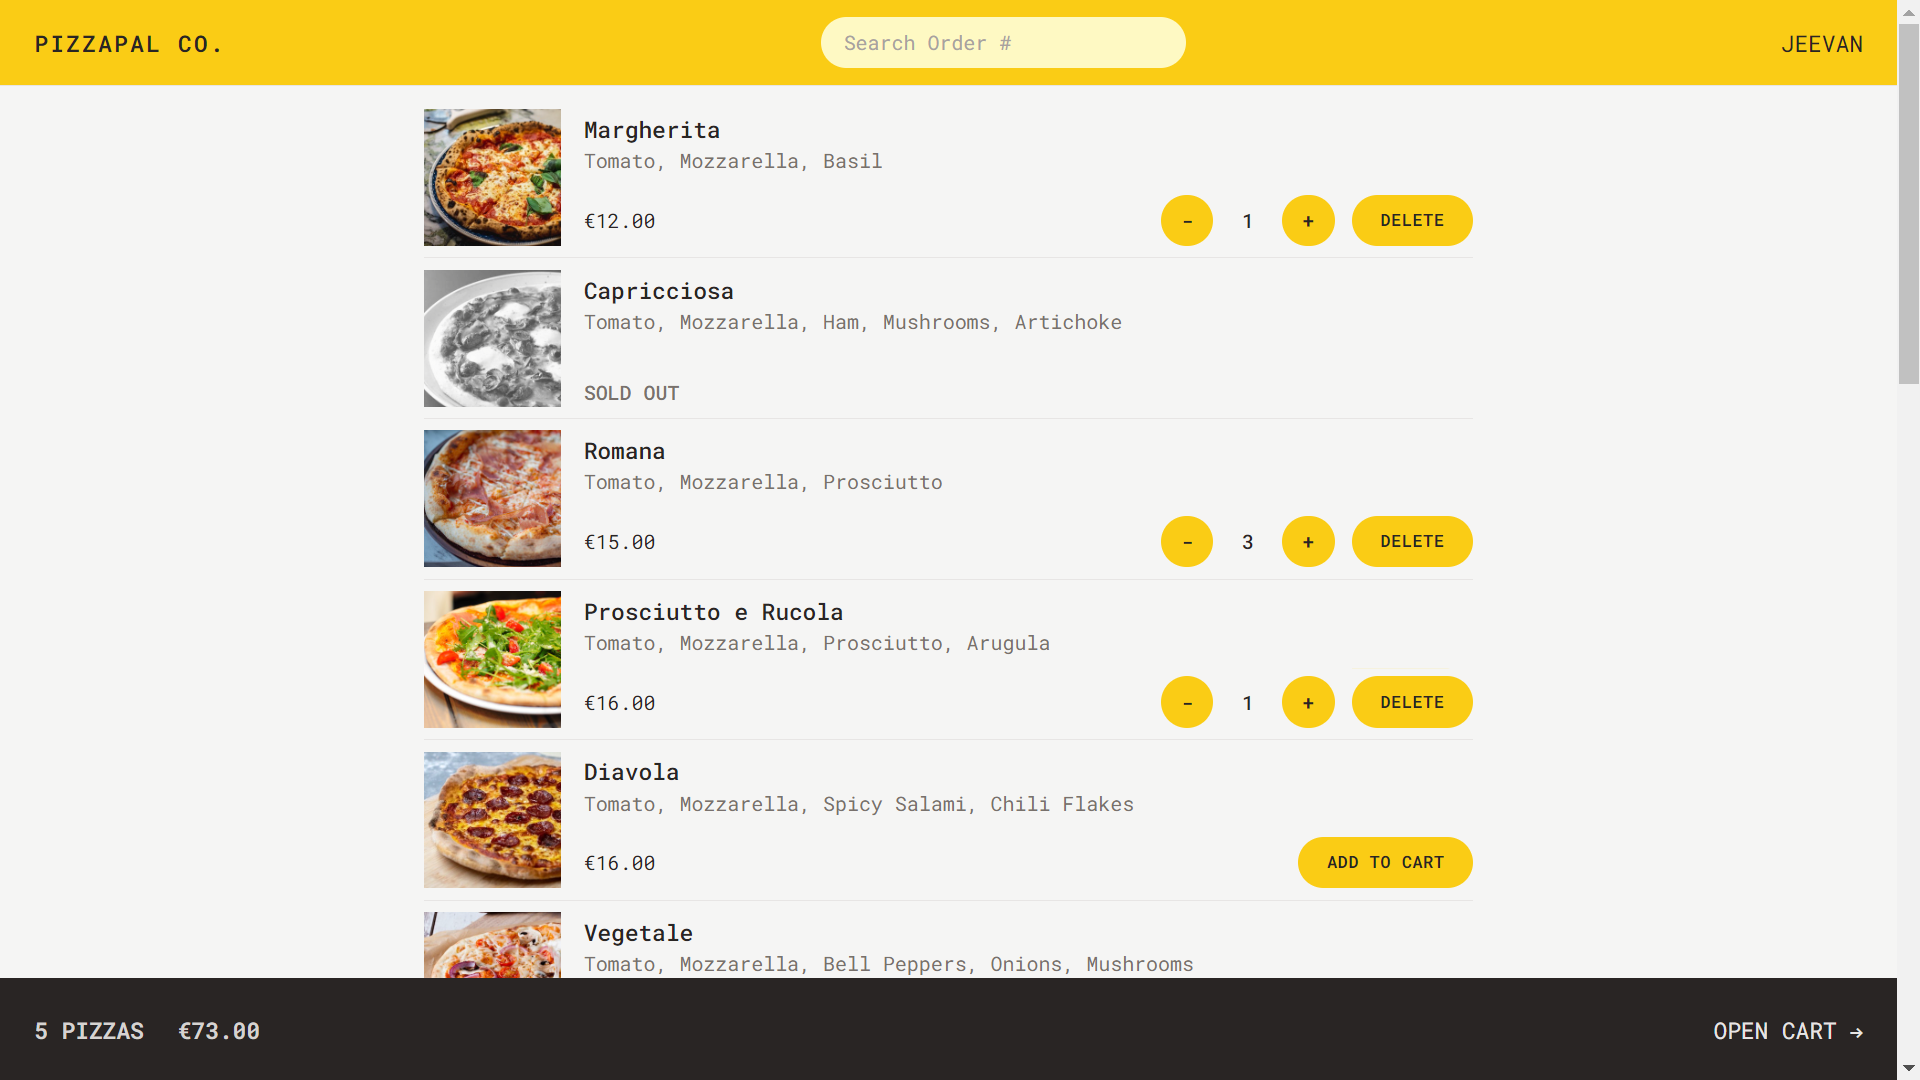 PIZZAPAL CO.
Search Order #
JEEVAN
Margherita
Tomato, Mozzarella, Basil
€12.00
- 1 + DELETE
Capricciosa
Tomato, Mozzarella, Ham, Mushrooms, Artichoke
SOLD OUT
Romana
Tomato, Mozzarella, Prosciutto
€15.00
- 3 + DELETE
Prosciutto e Rucola
Tomato, Mozzarella, Prosciutto, Arugula
€16.00
- 1 + DELETE
Diavola
Tomato, Mozzarella, Spicy Salami, Chili Flakes
€16.00
ADD TO CART
Vegetale
Tomato, Mozzarella, Bell Peppers, Onions, Mushrooms
5 PIZZAS €73.00
OPEN CART →